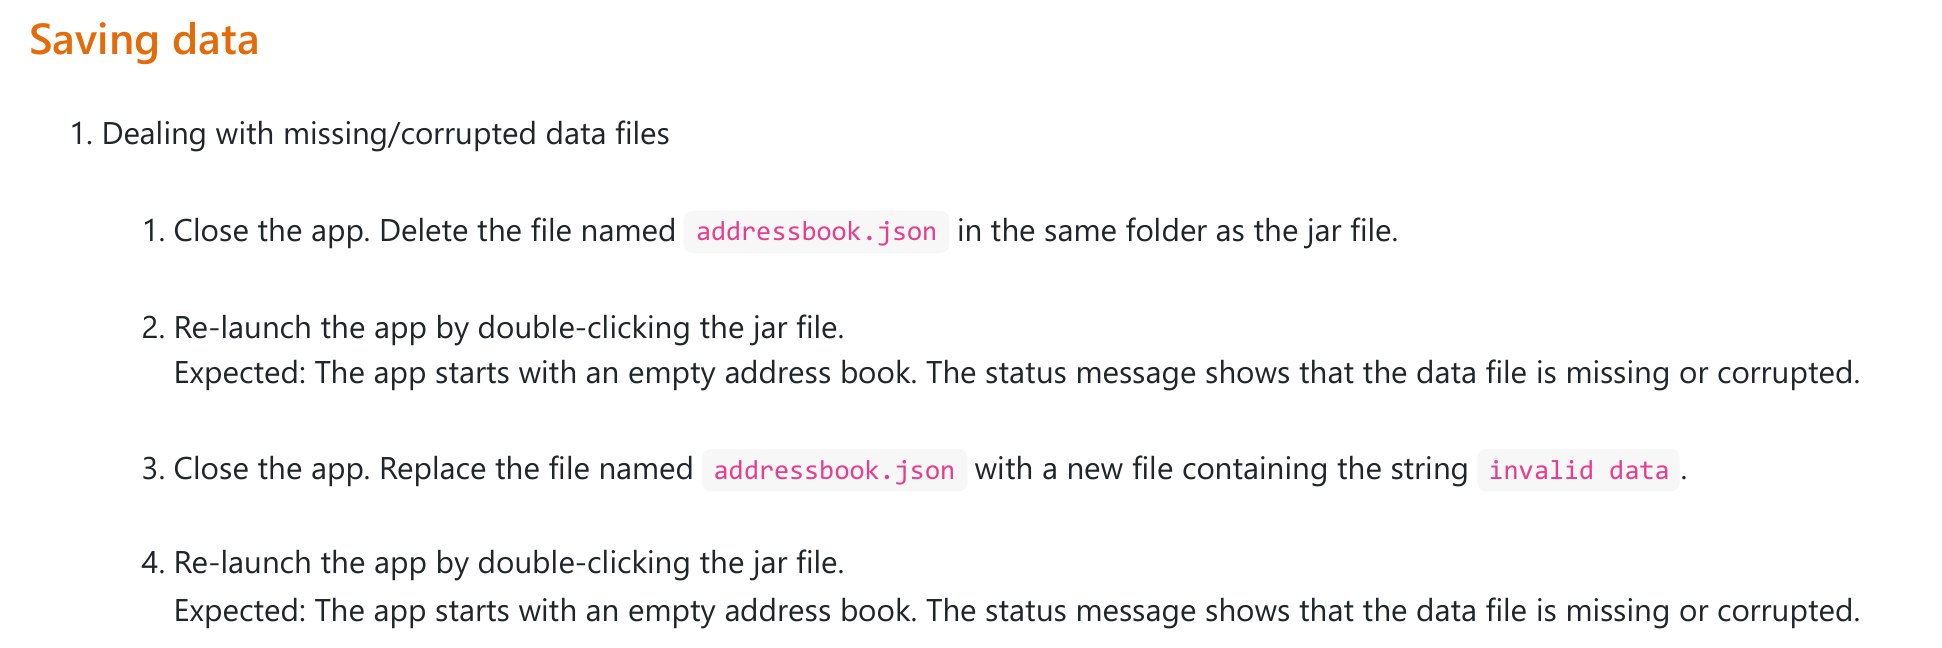 Saving data
1. Dealing with missing/corrupted data files
1. Close the app. Delete the file named addressbook.json in the same folder as the jar file.
2. Re-launch the app by double-clicking the jar file.
Expected: The app starts with an empty address book. The status message shows that the data file is missing or corrupted.
3. Close the app. Replace the file named addressbook.json with a new file containing the string invalid data.
4. Re-launch the app by double-clicking the jar file.
Expected: The app starts with an empty address book. The status message shows that the data file is missing or corrupted.